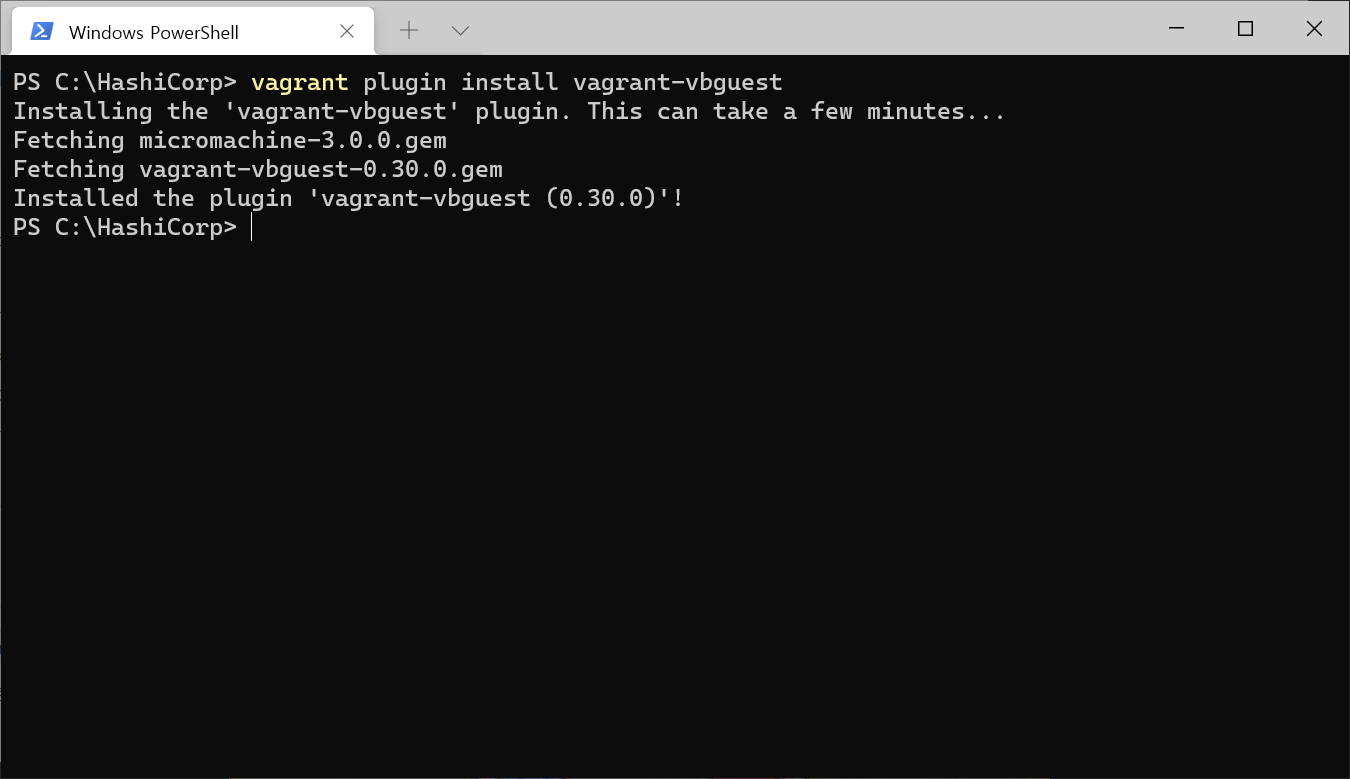 Windows PowerShell
PS C:\HashiCorp> vagrant plugin install vagrant-vbguest
Installing the 'vagrant-vbguest' plugin. This can take a few minutes...
Fetching micromachine-3.0.0.gem
Fetching vagrant-vbguest-0.30.0.gem
Installed the plugin 'vagrant-vbguest (0.30.0)'!
PS C:\HashiCorp>